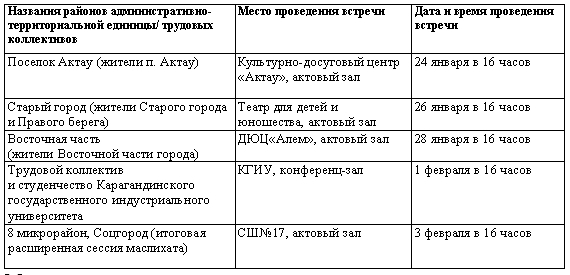 Названия районов административно-
территориальной единицы/ трудовых
коллективов
Место проведения встречи
Дата и время проведения
встречи
Поселок Актау (жители п. Актау)
Культурно-досуговый центр
«Актау», актовый зал
24 января в 16 часов
Старый город (жители Старого города
и Правого берега)
Театр для детей и
юношества, актовый зал
26 января в 16 часов
Восточная часть
(жители Восточной части города)
ДЮЦ«Алем», актовый зал
28 января в 16 часов
Трудовой коллектив
и студенчество Карагандинского
государственного индустриального
университета
КГИУ, конференц-зал
1 февраля в 16 часов
8 микрорайон, Соцгород (итоговая
расширенная сессия маслихата)
СШ№17, актовый зал
3 февраля в 16 часов